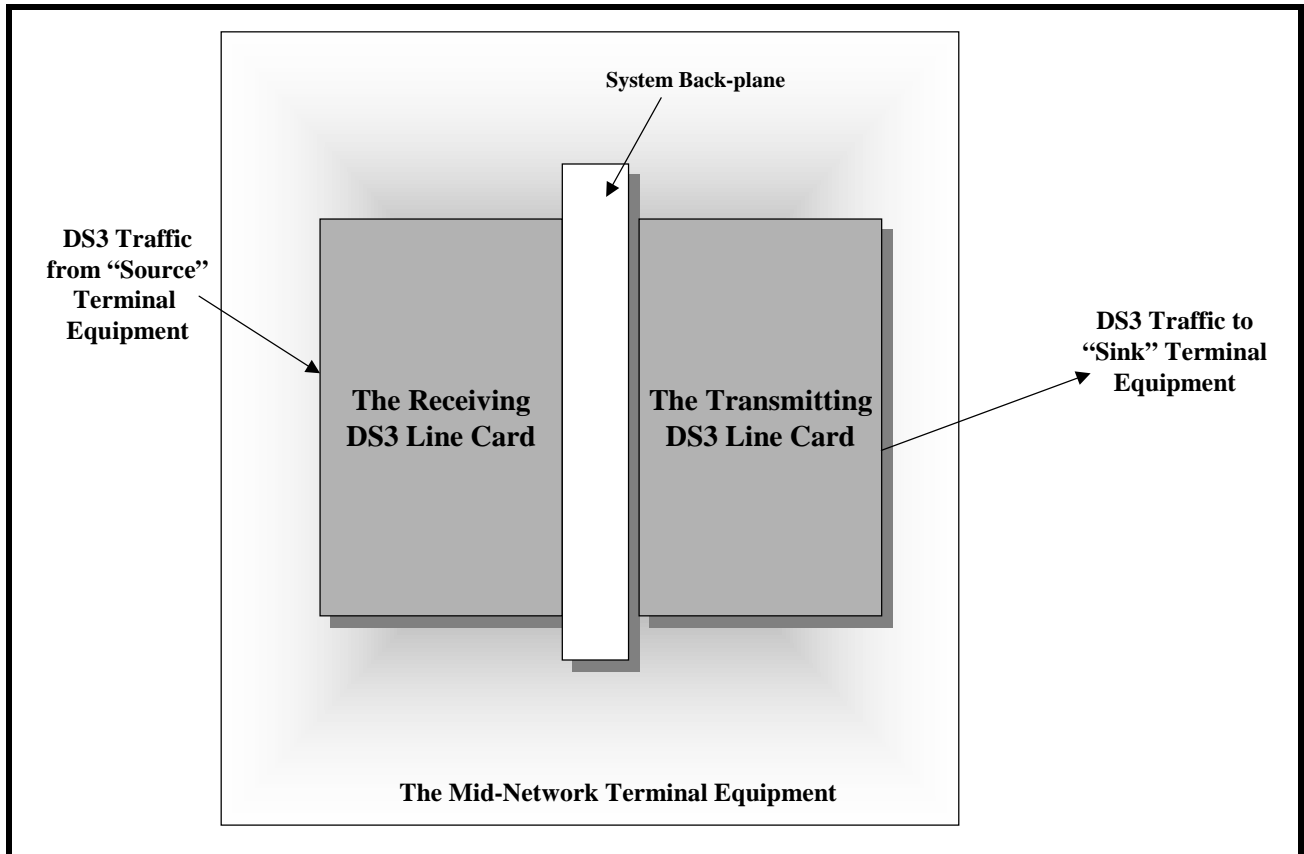 System Back-plane
DS3 Traffic
from “Source”
Terminal
Equipment
The Receiving
DS3 Line Card
The Transmitting
DS3 Line Card
DS3 Traffic to
“Sink” Terminal
Equipment
The Mid-Network Terminal Equipment